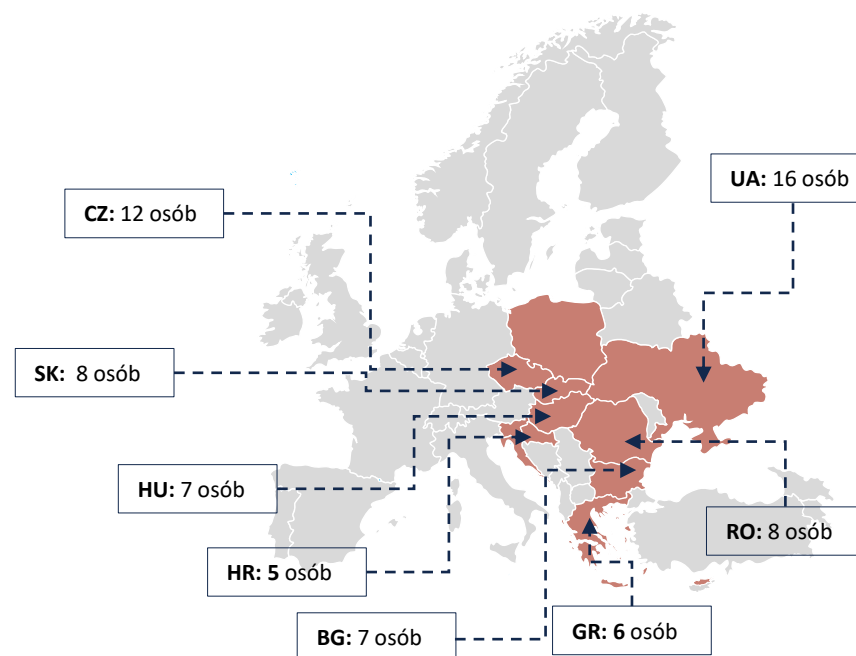 UA: 16 osób
CZ: 12 osób
SK: 8 osób
HU: 7 osób
RO: 8 osób
HR: 5 osób
BG: 7 osób
GR: 6 osób